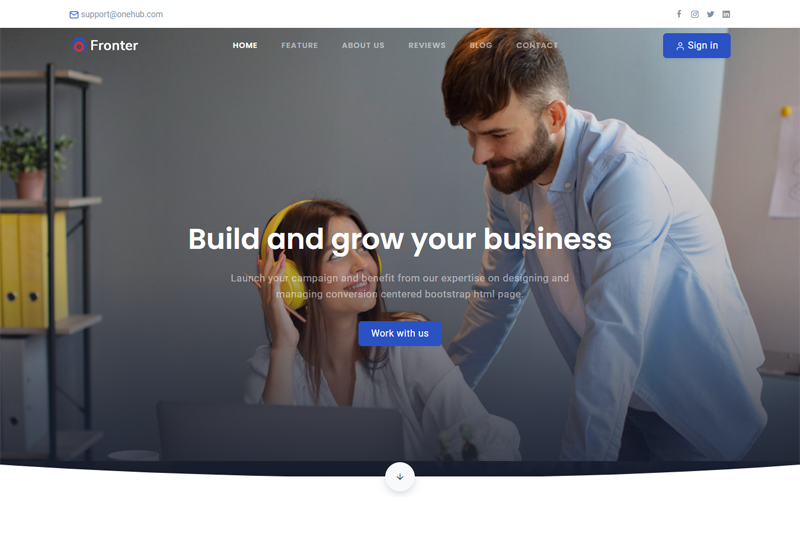 support@onehub.com
Fronter
HOME FEATURE ABOUT US REVIEWS BLOG CONTACT
Sign in
Build and grow your business
Launch your campaign and benefit from our expertise on designing and
managing conversion centered bootstrap html page.
Work with us